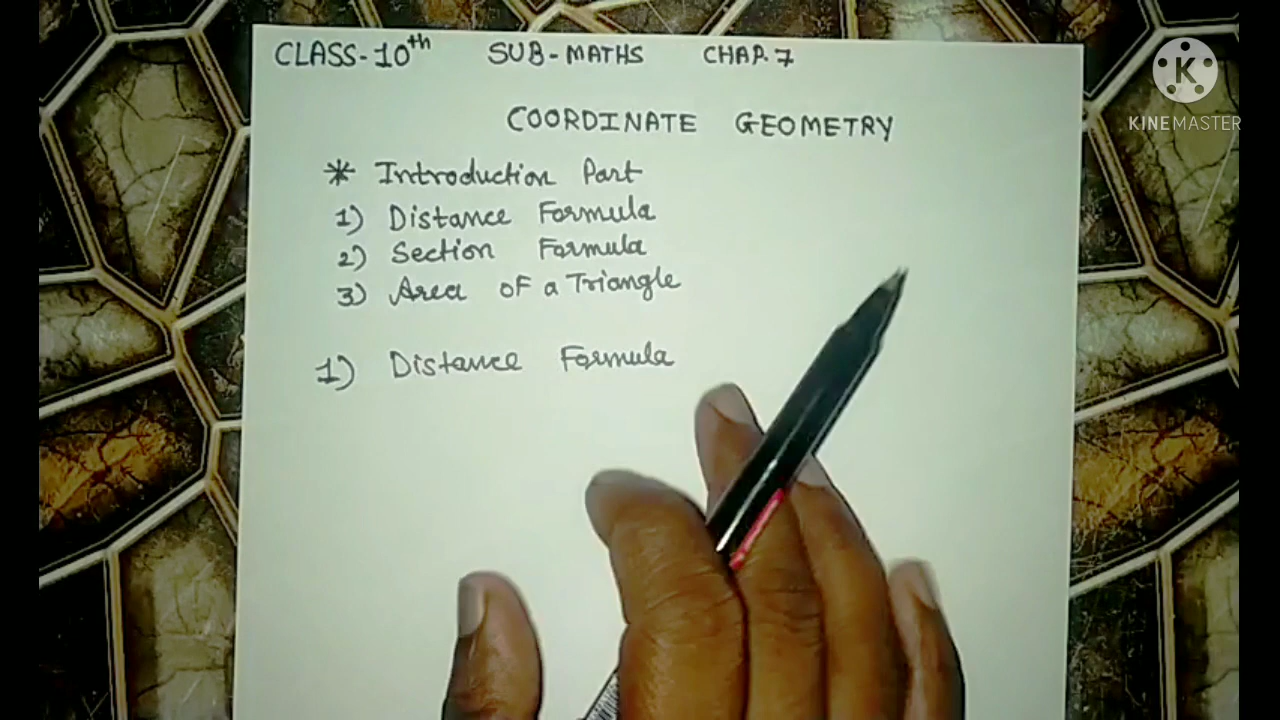 CLASS-10th SUB-MATHS CHAP. 7
COORDINATE GEOMETRY
* Introduction Part
1) Distance Formula
2) Section Formula
3) Area OF a Triangle
1) Distance Formula
K
KINEMASTER